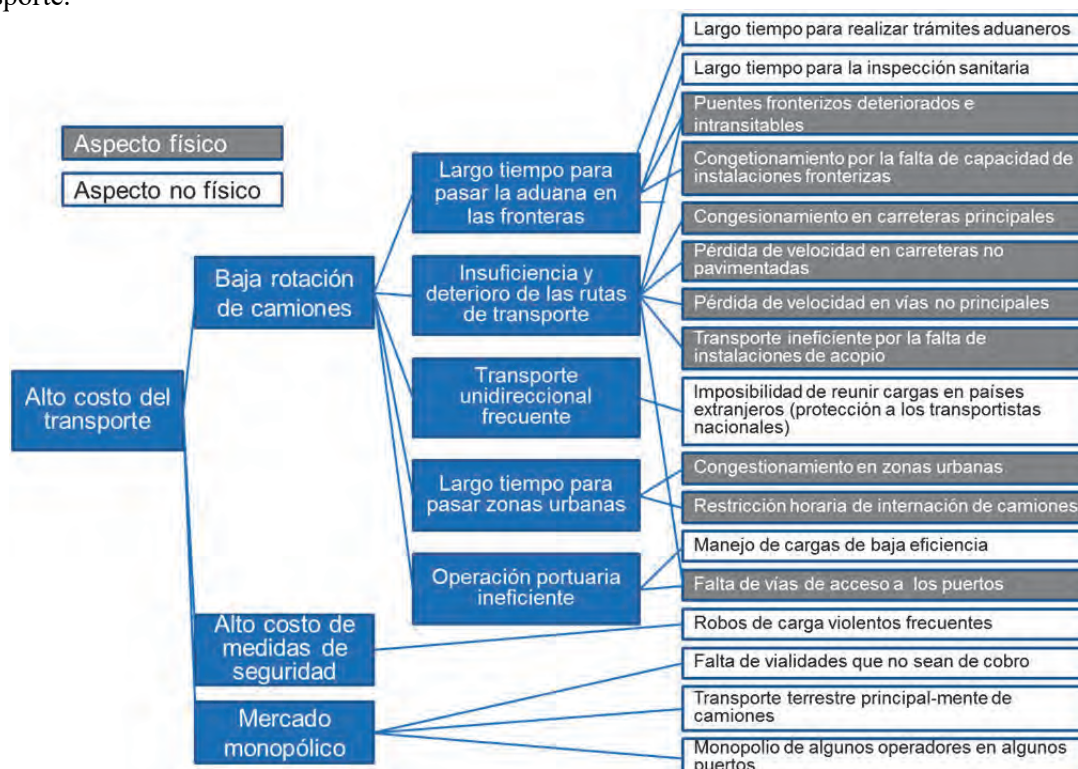 sporte.
Aspecto físico
Aspecto no físico
Alto costo del
transporte
Baja rotación
de camiones
Alto costo de
medidas de
seguridad
Mercado
monopólico
Largo tiempo para
pasar la aduana en
las fronteras
Insuficiencia y
deterioro de las rutas
de transporte
Transporte
unidireccional
frecuente
Largo tiempo para
pasar zonas urbanas
Operación portuaria
ineficiente
Largo tiempo para realizar trámites aduaneros
Largo tiempo para la inspección sanitaria
Puentes fronterizos deteriorados e
intransitables
Congetionamiento por la falta de capacidad de
instalaciones fronterizas
Congesionamiento en carreteras principales
Pérdida de velocidad en carreteras no
pavimentadas
Pérdida de velocidad en vías no principales
Transporte ineficiente por la falta de
instalaciones de acopio
Imposibilidad de reunir cargas en países
extranjeros (protección a los transportistas
nacionales)
Congestionamiento en zonas urbanas
Restricción horaria de internación de camiones
Manejo de cargas de baja eficiencia
Falta de vías de acceso a los puertos
Robos de carga violentos frecuentes
Falta de vialidades que no sean de cobro
Transporte terrestre principal-mente de
camiones
Monopolio de algunos operadores en algunos
puertos